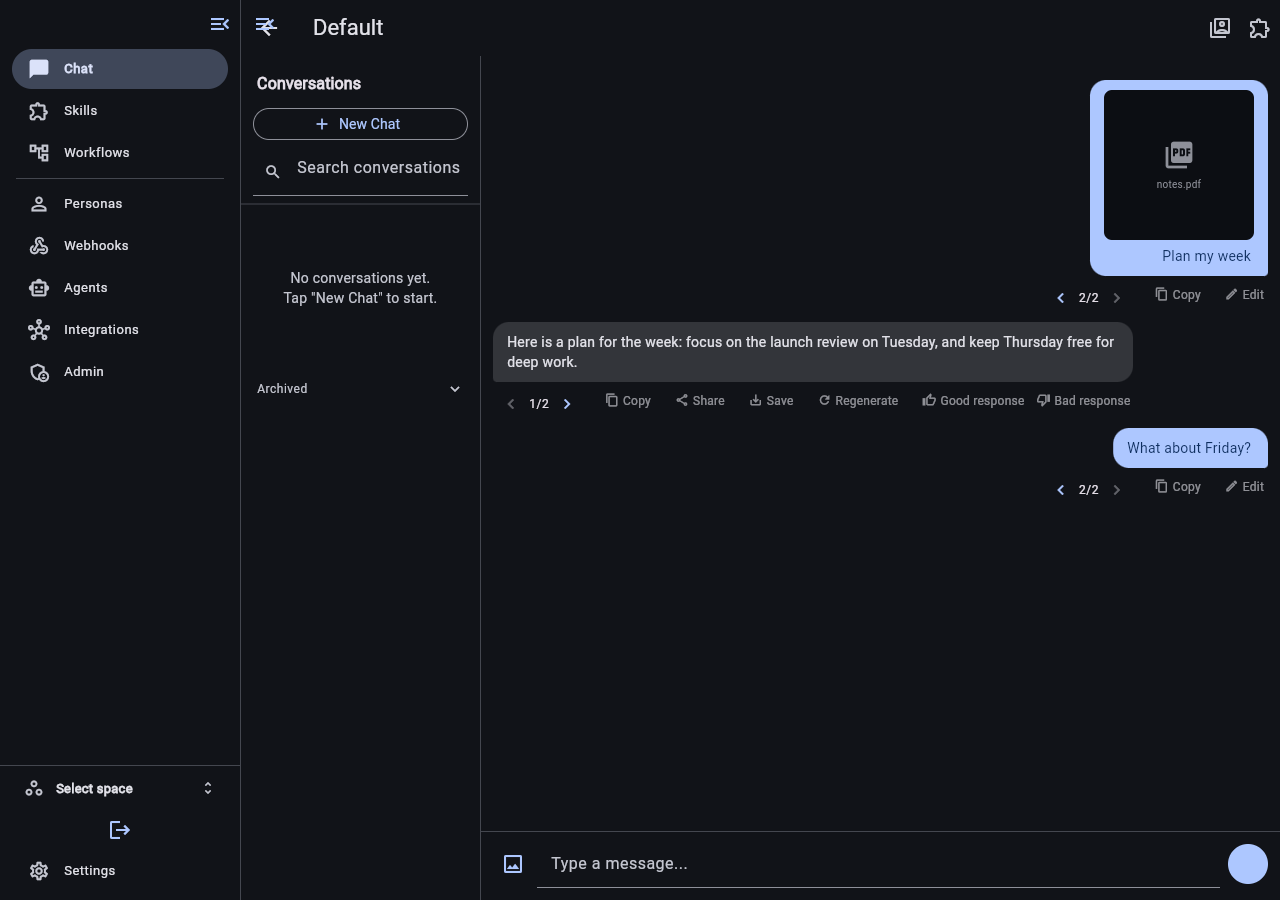 Chat
Skills
Workflows
Personas
Webhooks
Agents
Integrations
Admin
Select space
Settings
Default
Conversations
New Chat
Search conversations
No conversations yet.
Tap "New Chat" to start.
Archived
PDF
notes.pdf
Plan my week
2/2 Copy Edit
Here is a plan for the week: focus on the launch review on Tuesday, and keep Thursday free for
deep work.
1/2 Copy Share Save Regenerate Good response Bad response
What about Friday?
2/2 Copy Edit
Type a message...